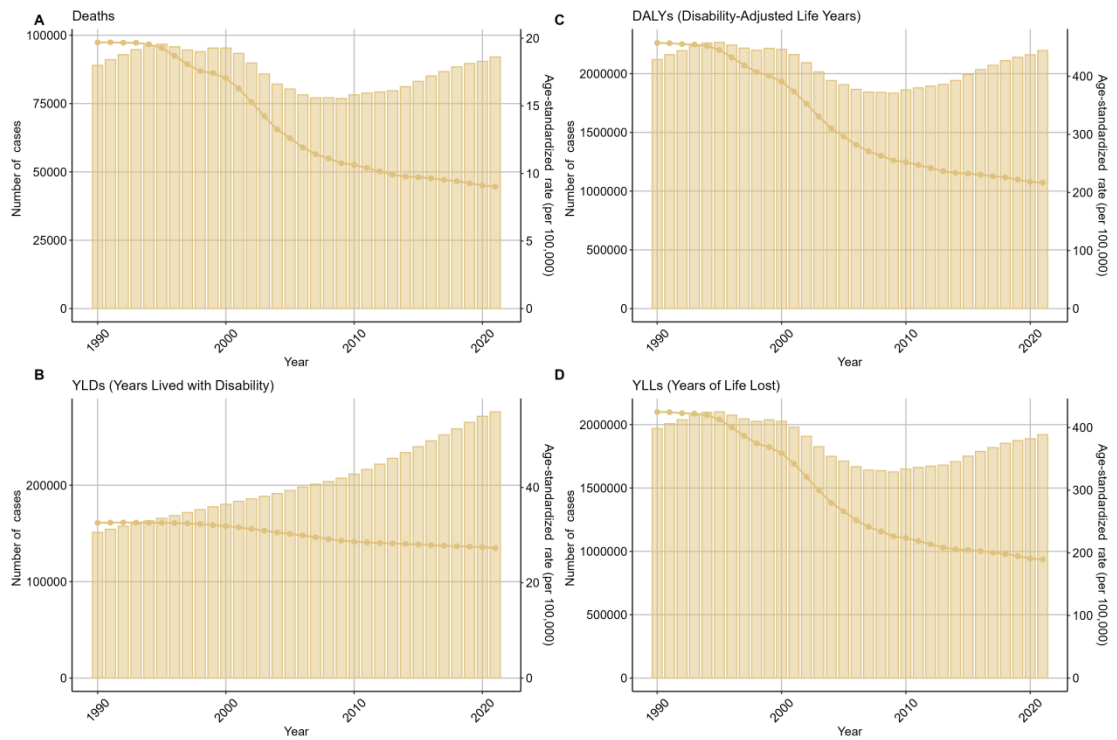 A
Deaths
100000
75000
50000
25000
0
Number of cases
20
15
10
5
0
Age-standardized rate (per 100,000)
1990
2000
2010
2020
Year
C
DALYs (Disability-Adjusted Life Years)
2000000
1500000
1000000
500000
0
Number of cases
400
300
200
100
0
Age-standardized rate (per 100,000)
1990
2000
2010
2020
Year
B
YLDs (Years Lived with Disability)
200000
100000
0
Number of cases
40
20
0
Age-standardized rate (per 100,000)
1990
2000
2010
2020
Year
D
YLLs (Years of Life Lost)
2000000
1500000
1000000
500000
0
Number of cases
400
300
200
100
0
Age-standardized rate (per 100,000)
1990
2000
2010
2020
Year